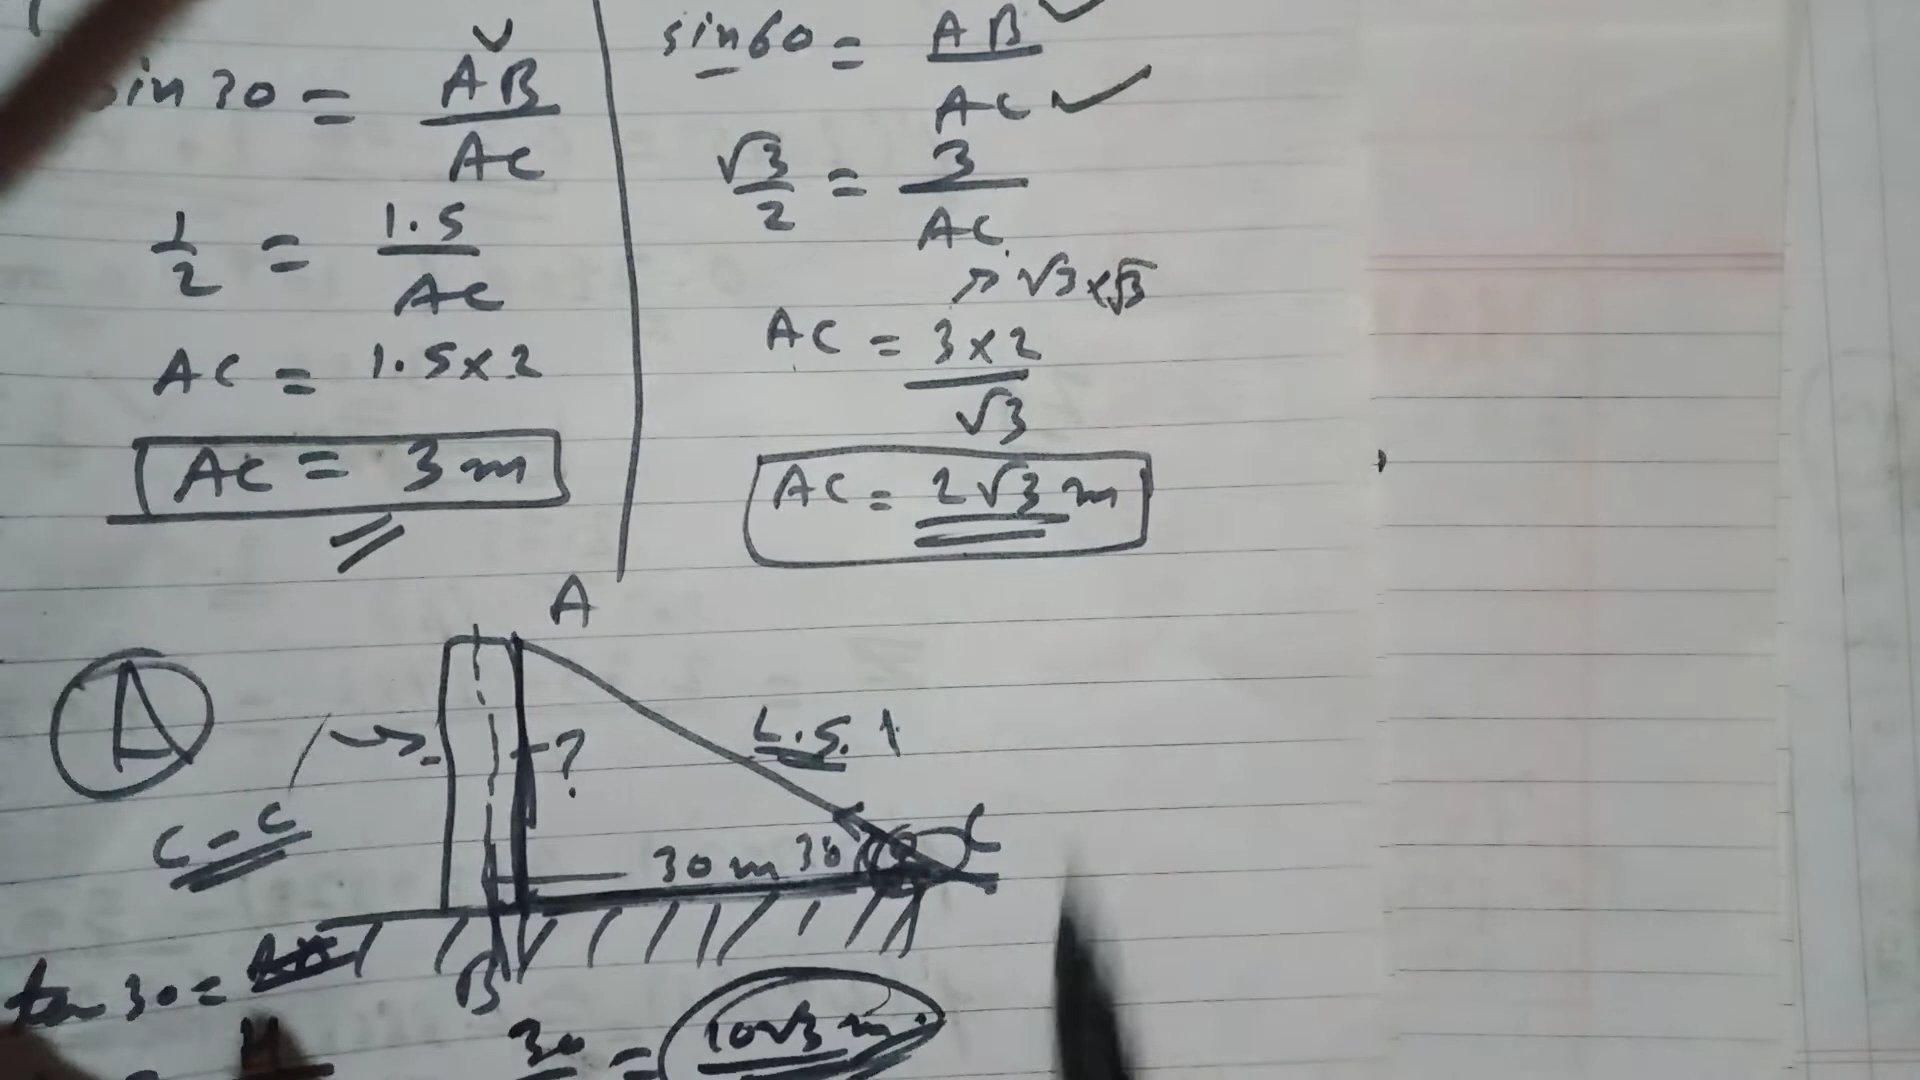 sin 30 = AB / AC
1/2 = 1.5 / AC
AC = 1.5 × 2
AC = 3 m
sin 60 = AB / AC
√3/2 = 3 / AC
√3 × √3
AC = 3 × 2 / √3
AC = 2√3 m
A
?
L.S.
C
30 m 30
B
tan 30 =
30 = 10√3 m.